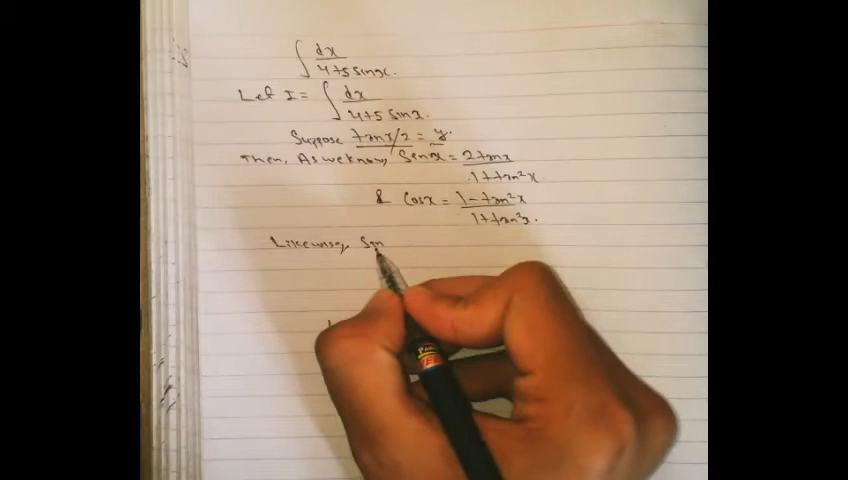 ∫ dx / 4+5 sinx.
Let I = ∫ dx / 4+5 sinx.
Suppose tanx/2 = y.
Then, As we know, Sinx = 2tanx / 1+tan²x
& Cosx = 1-tan²x / 1+tan²x.
Likewise, Sin